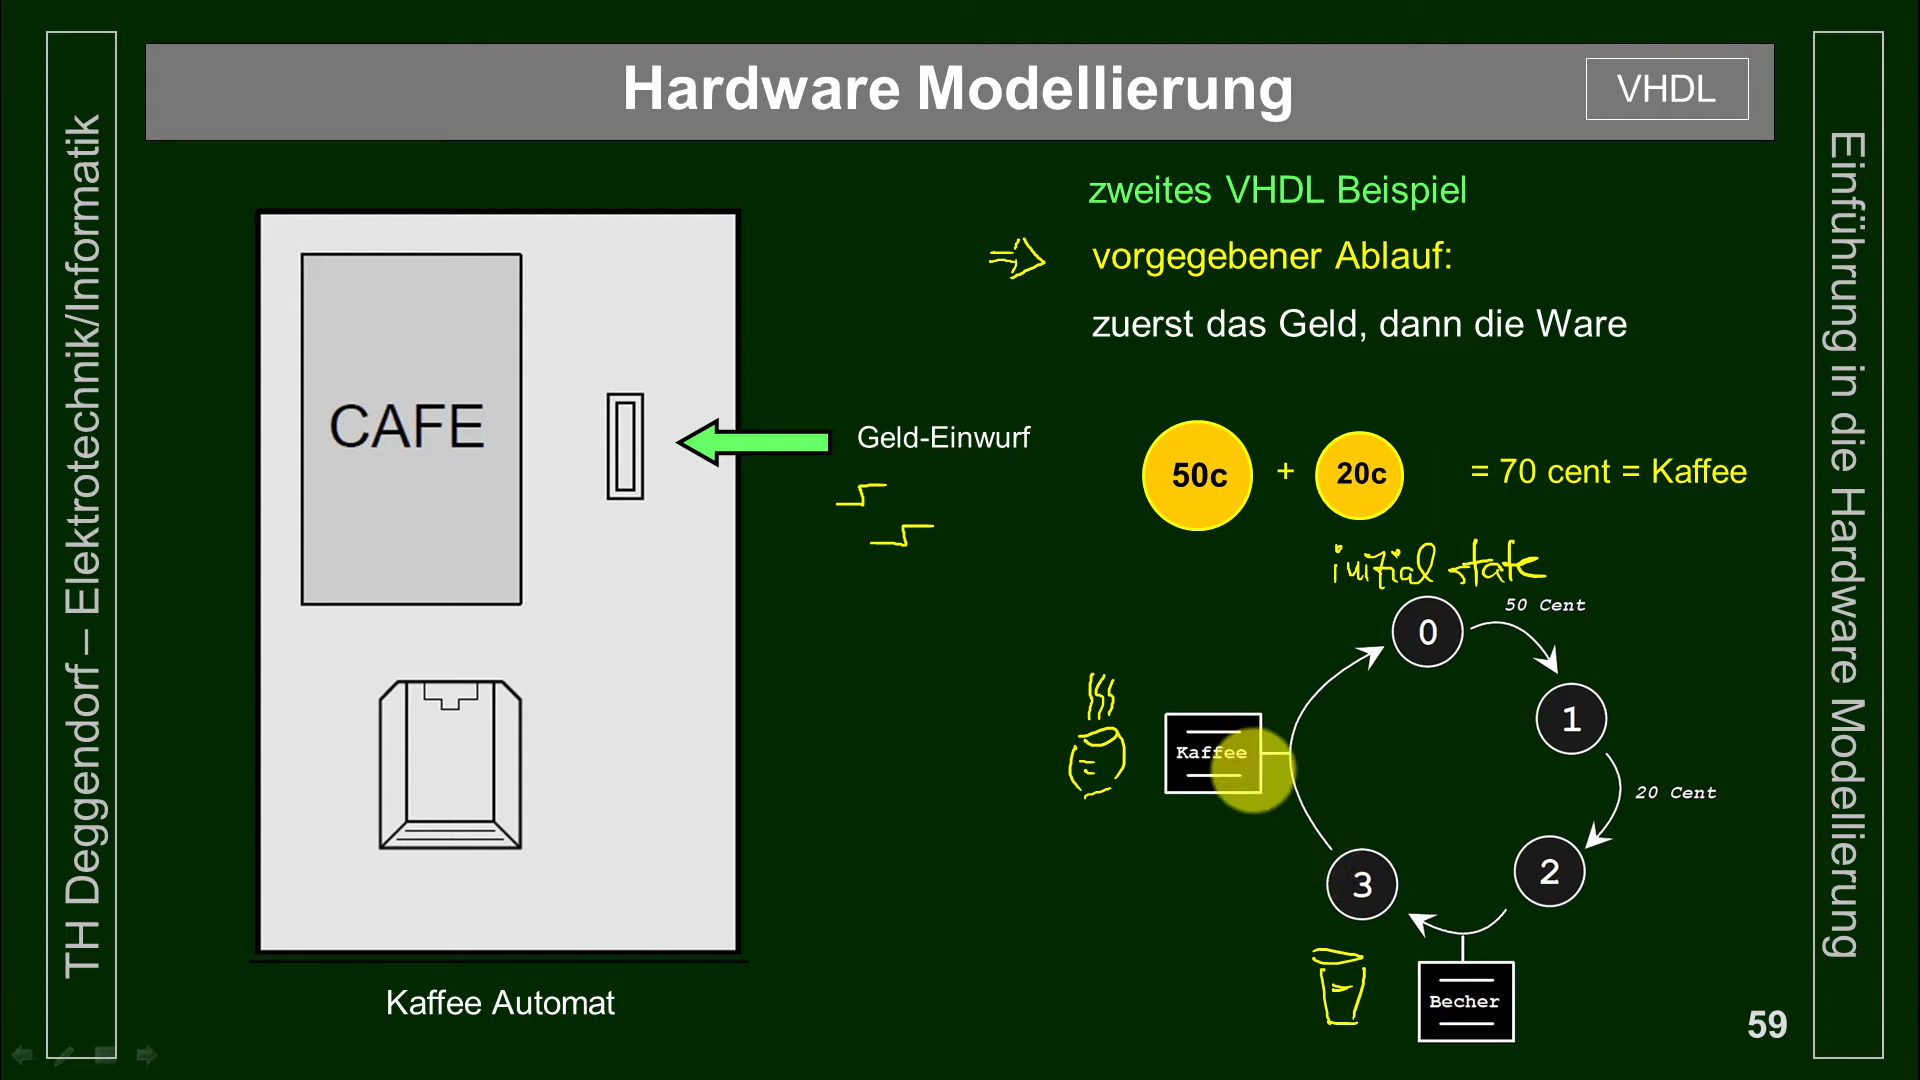 Hardware Modellierung
VHDL
TH Deggendorf – Elektrotechnik/Informatik
Einführung in die Hardware Modellierung
zweites VHDL Beispiel
vorgegebener Ablauf:
zuerst das Geld, dann die Ware
CAFE
Geld-Einwurf
50c + 20c = 70 cent = Kaffee
initial state
0
50 Cent
1
Kaffee
20 Cent
2
3
Becher
Kaffee Automat
59